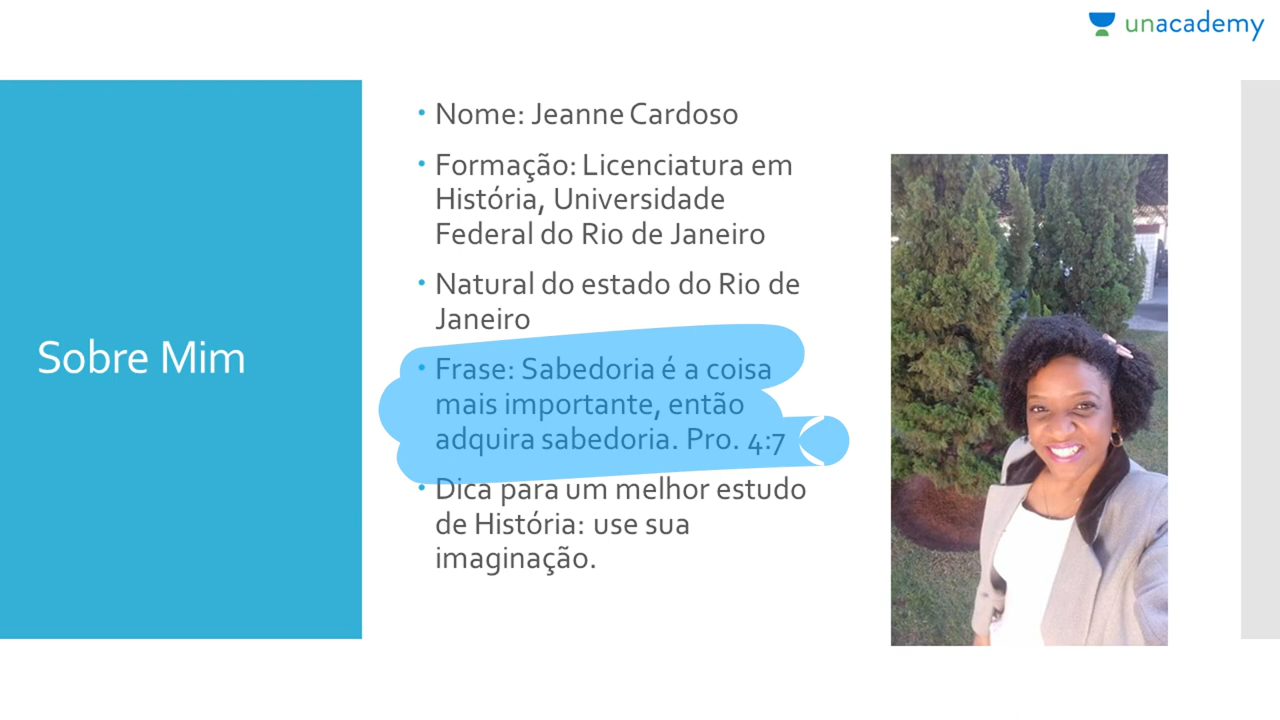 unacademy
Sobre Mim
• Nome: Jeanne Cardoso
• Formação: Licenciatura em
História, Universidade
Federal do Rio de Janeiro
• Natural do estado do Rio de
Janeiro
• Frase: Sabedoria é a coisa
mais importante, então
adquira sabedoria. Pro. 4:7
• Dica para um melhor estudo
de História: use sua
imaginação.